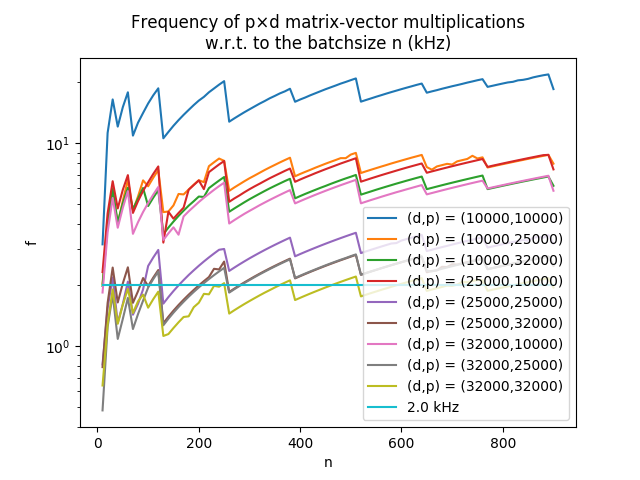 Frequency of p×d matrix-vector multiplications
w.r.t. to the batchsize n (kHz)
10¹
f
10⁰
(d,p) = (10000,10000)
(d,p) = (10000,25000)
(d,p) = (10000,32000)
(d,p) = (25000,10000)
(d,p) = (25000,25000)
(d,p) = (25000,32000)
(d,p) = (32000,10000)
(d,p) = (32000,25000)
(d,p) = (32000,32000)
2.0 kHz
0 200 400 600 800
n